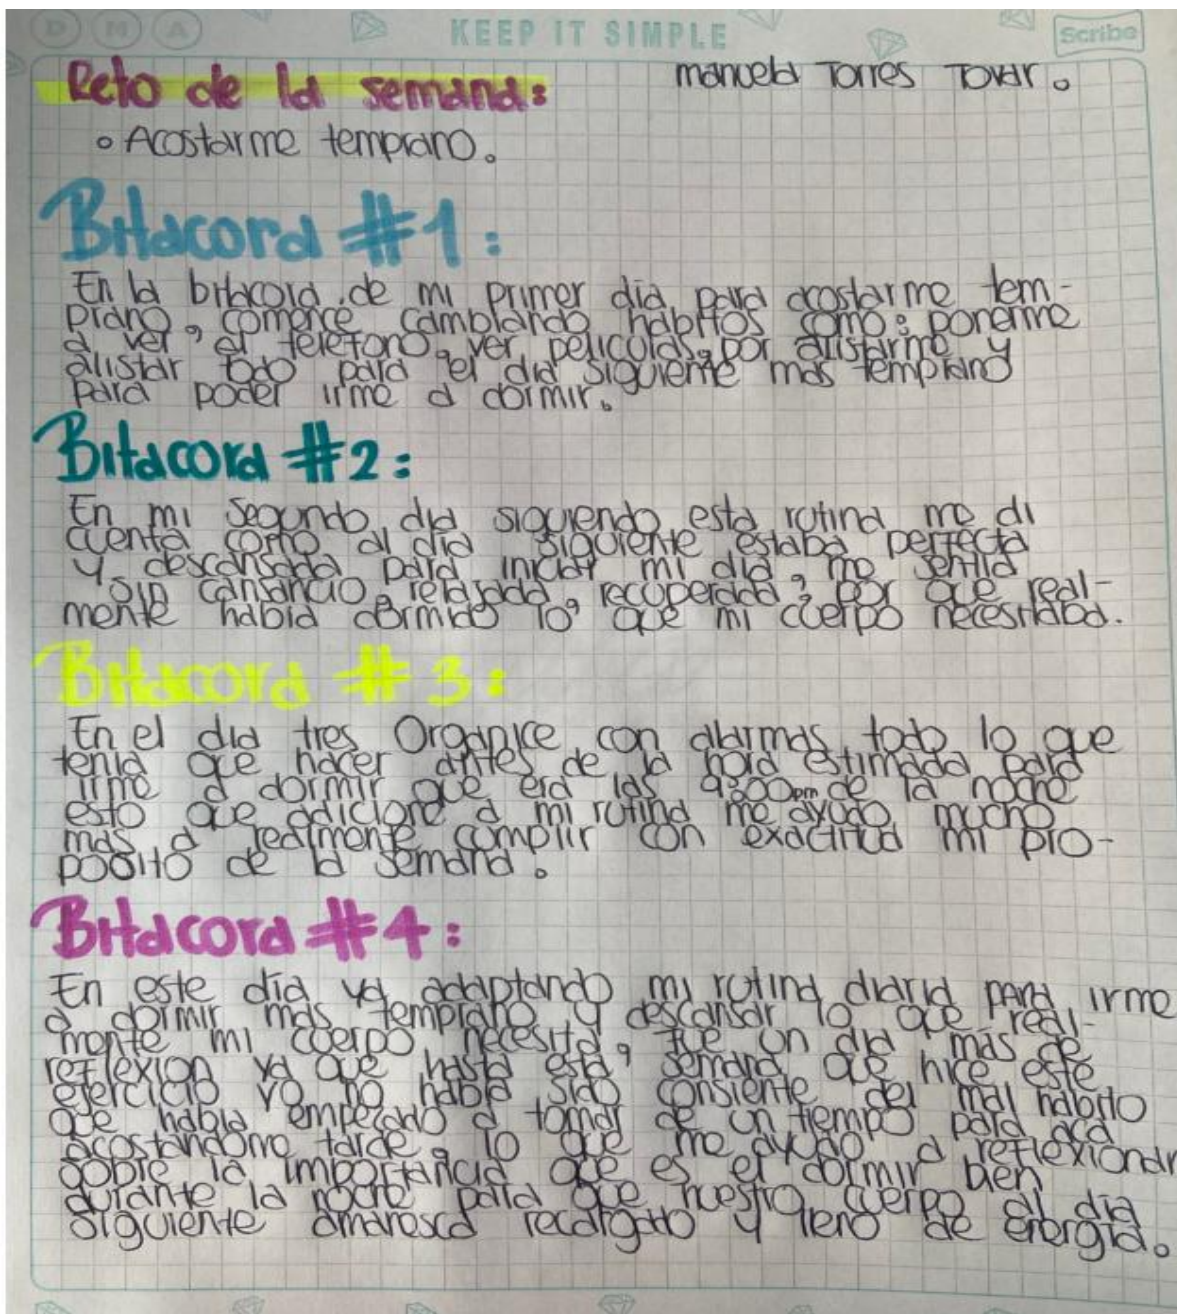 D M A
KEEP IT SIMPLE
Scribe
Reto de la semana:
manuela Torres Tovar.
Acostarme temprano.
Bitacora #1:
En la bitacora de mi primer día para acostarme tem-
prano, comence cambiando habitos como: ponerme
a ver, el teléfono, ver peliculas, por alistarme y
alistar todo para el dia siguiente mas temprano
para poder irme a dormir.
Bitacora #2:
En mi segundo dia siguiendo esta rutina me di
cuenta como al dia siguiente estaba perfecta
y descansada para iniciar mi dia, me sentia
sin cansancio, relajada, recuperada, por que real-
mente habia dormido lo, que mi cuerpo necesitaba.
Bitacora #3:
En el dia tres Organice con alarmas todo lo que
tenia que hacer antes de la hora estimada para
irme a dormir que era las 9:00pm de la noche
esto que adicione a mi rutina me ayudo mucho
mas a realmente cumplir con exactitud mi pro-
posito de la semana.
Bitacora #4:
En este día ya adaptando mi rutina diaria para irme
a dormir mas temprano y descansar lo que real-
mente mi cuerpo necesita, fue un dia mas de
reflexion ya que hasta esta, semana que hice este
ejercicio yo no habia sido consiente del mal habito
que habia empezado a tomar de un tiempo para aca
acostandome tarde, lo que me ayudo a reflexionar
sobre la importancia que es el dormir bien
durante la noche para que nuestro cuerpo al dia
siguiente amanesca recargado y lleno de energía.